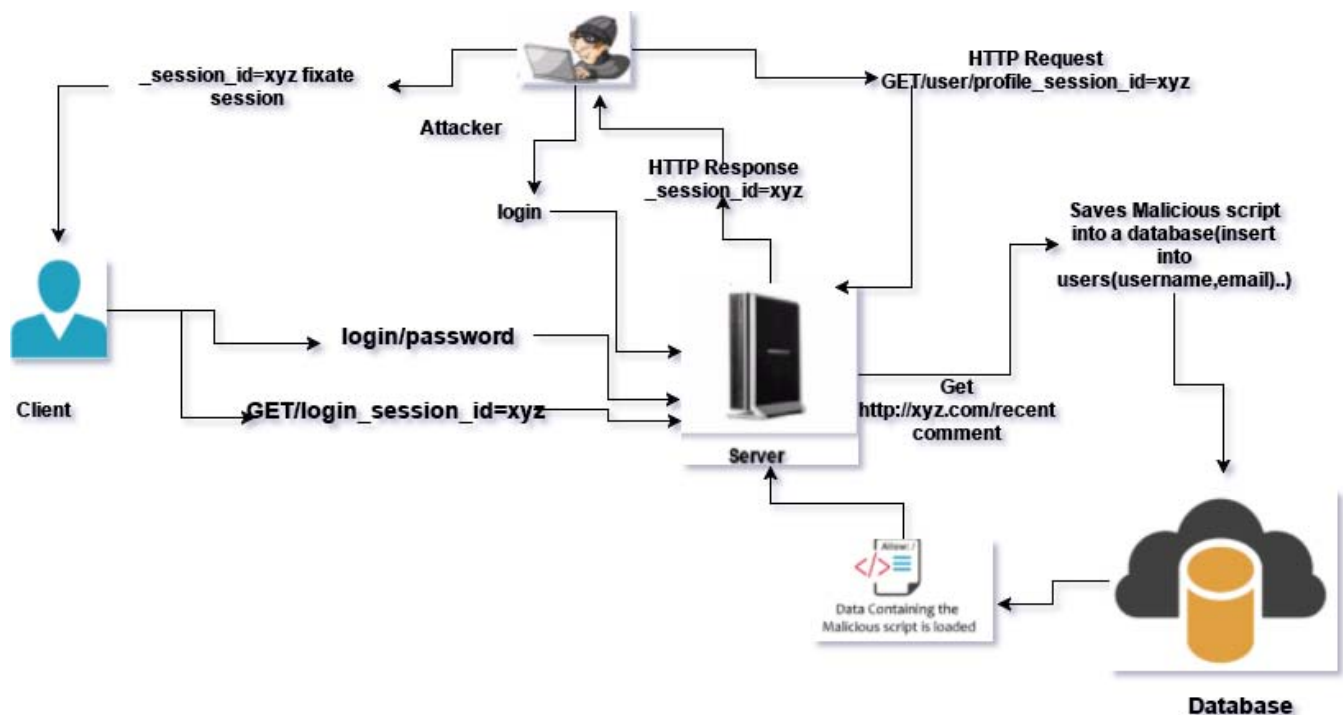 _session_id=xyz fixate
session
Attacker
HTTP Request
GET/user/profile_session_id=xyz
HTTP Response
_session_id=xyz
login
Saves Malicious script
into a database(insert
into
users(username,email)..)
login/password
Client
GET/login_session_id=xyz
Get
http://xyz.com/recent
comment
Server
Allow: /
</>
Data Containing the
Malicious script is loaded
Database